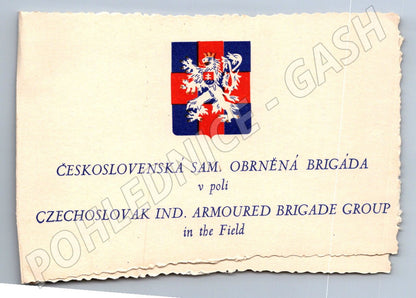 ČESKOSLOVENSKÁ SAM. OBRNĚNÁ BRIGÁDA
v poli
CZECHOSLOVAK IND. ARMOURED BRIGADE GROUP
in the Field
POHLEDNICE - GASH